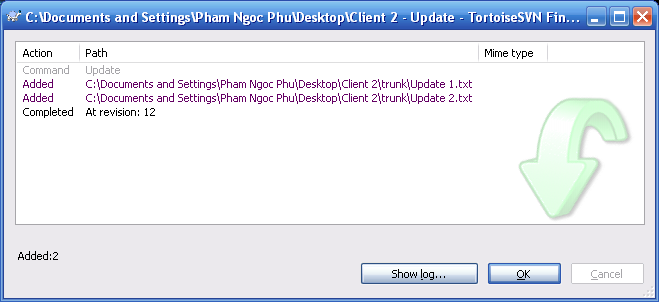 C:\Documents and Settings\Pham Ngoc Phu\Desktop\Client 2 - Update - TortoiseSVN Fin...
Action Path Mime type
Command Update
Added C:\Documents and Settings\Pham Ngoc Phu\Desktop\Client 2\trunk\Update 1.txt
Added C:\Documents and Settings\Pham Ngoc Phu\Desktop\Client 2\trunk\Update 2.txt
Completed At revision: 12
Added:2
Show log... OK Cancel